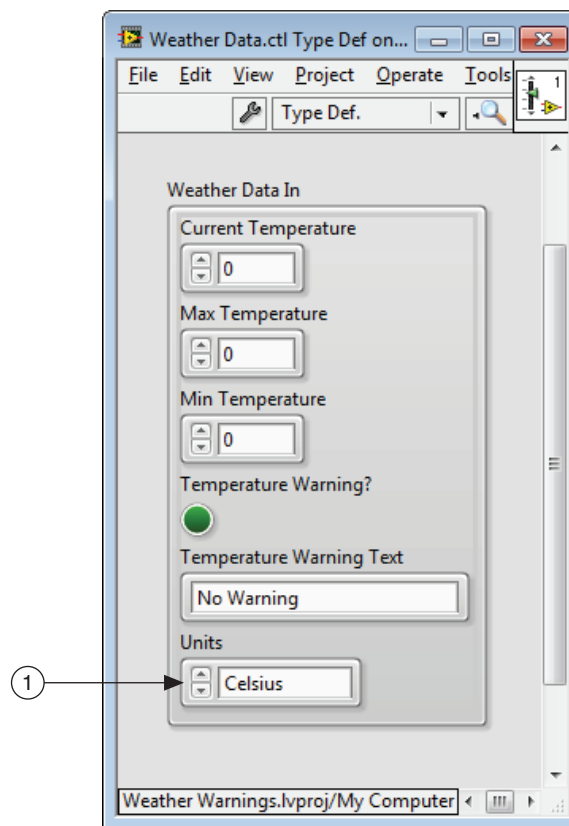 Weather Data.ctl Type Def on...
File Edit View Project Operate Tools
Type Def.
1
Weather Data In
Current Temperature
0
Max Temperature
0
Min Temperature
0
Temperature Warning?
Temperature Warning Text
No Warning
Units
1
Celsius
Weather Warnings.lvproj/My Computer